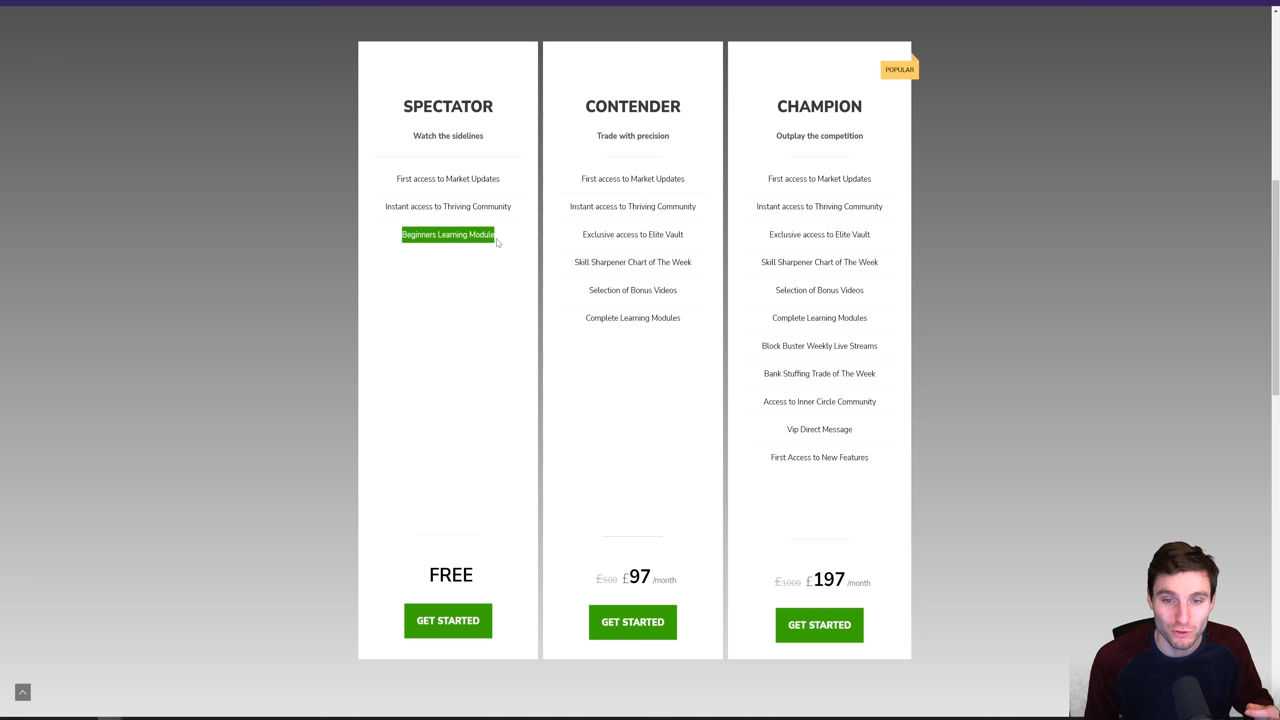 POPULAR
SPECTATOR
Watch the sidelines
First access to Market Updates
Instant access to Thriving Community
Beginners Learning Module
FREE
GET STARTED
CONTENDER
Trade with precision
First access to Market Updates
Instant access to Thriving Community
Exclusive access to Elite Vault
Skill Sharpener Chart of The Week
Selection of Bonus Videos
Complete Learning Modules
£500 £97 /month
GET STARTED
CHAMPION
Outplay the competition
First access to Market Updates
Instant access to Thriving Community
Exclusive access to Elite Vault
Skill Sharpener Chart of The Week
Selection of Bonus Videos
Complete Learning Modules
Block Buster Weekly Live Streams
Bank Stuffing Trade of The Week
Access to Inner Circle Community
Vip Direct Message
First Access to New Features
£1000 £197 /month
GET STARTED